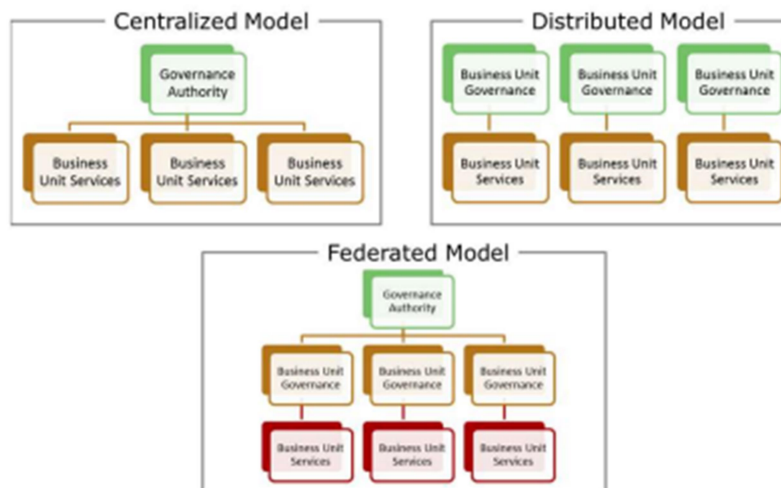 Centralized Model
Governance
Authority
Business
Unit Services
Business
Unit Services
Business
Unit Services
Distributed Model
Business Unit
Governance
Business Unit
Governance
Business Unit
Governance
Business Unit
Services
Business Unit
Services
Business Unit
Services
Federated Model
Governance
Authority
Business Unit
Governance
Business Unit
Governance
Business Unit
Governance
Business Unit
Services
Business Unit
Services
Business Unit
Services